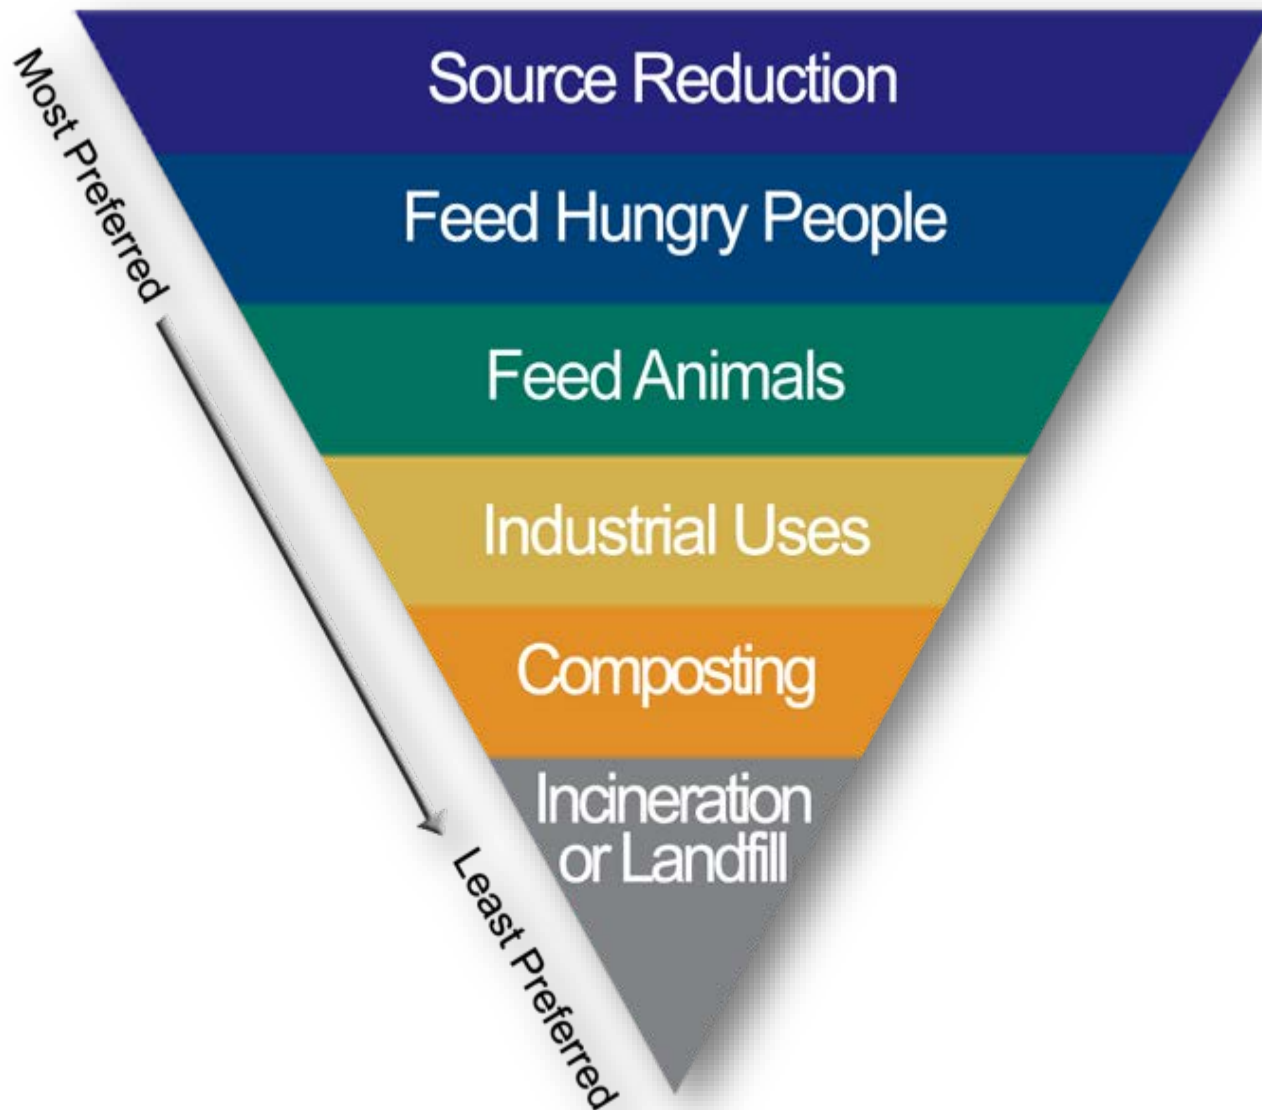 Most Preferred
Source Reduction
Feed Hungry People
Feed Animals
Industrial Uses
Composting
Incineration
or Landfill
Least Preferred